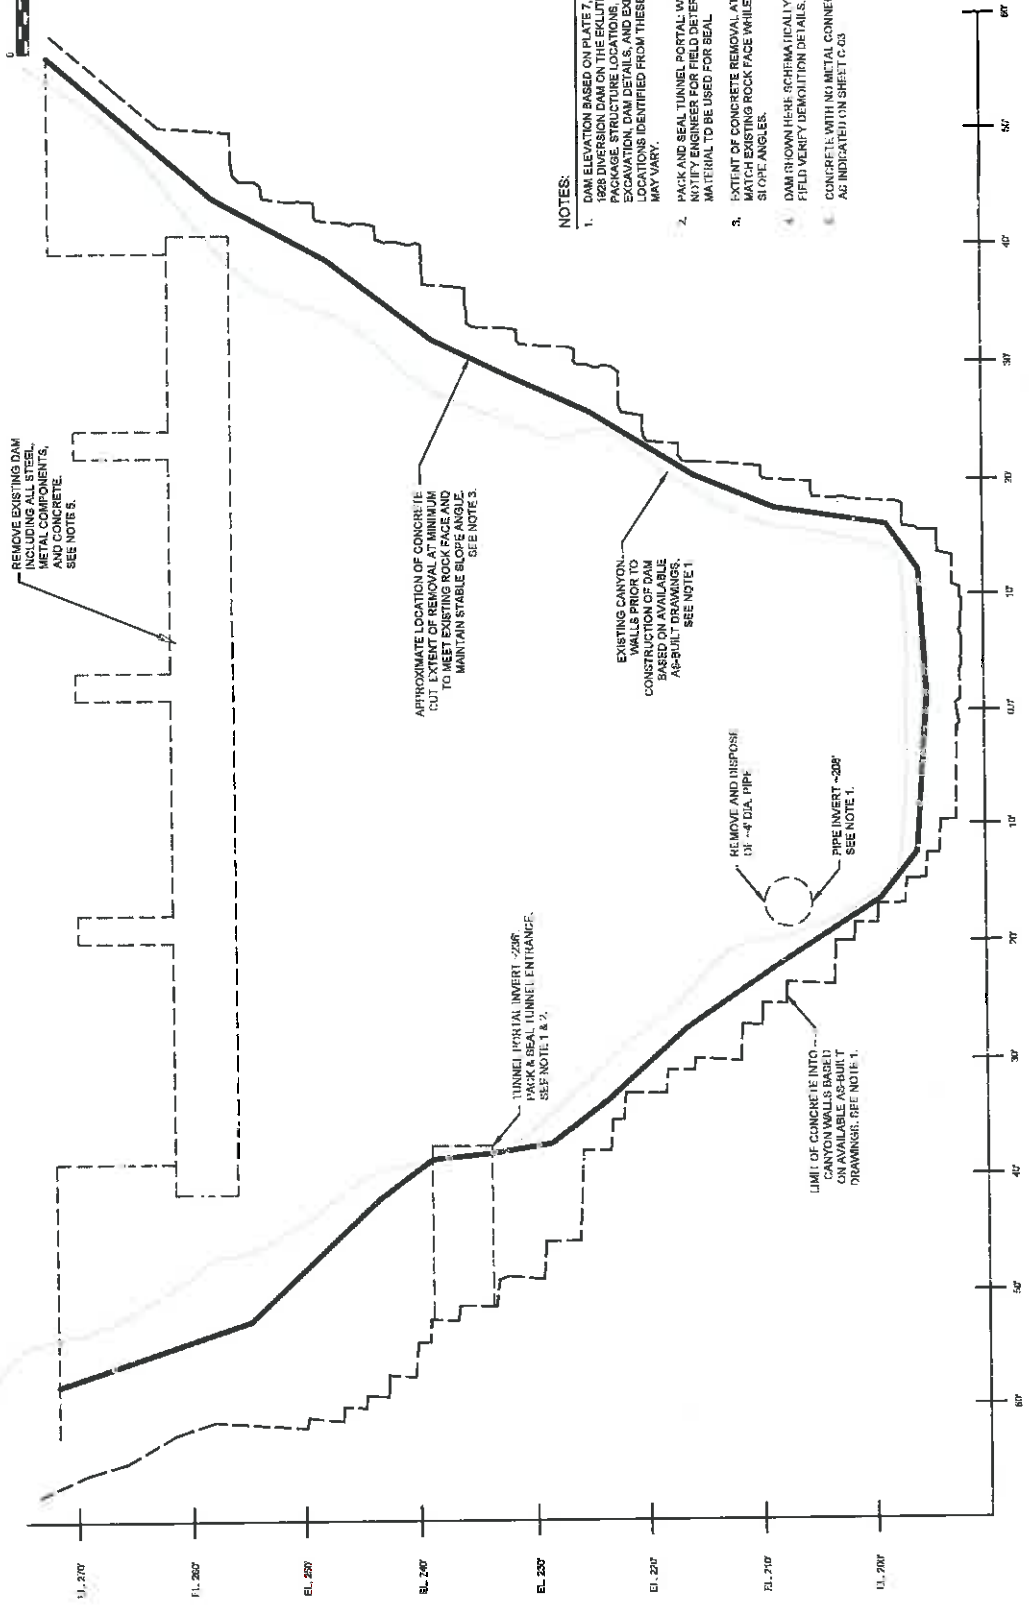 REMOVE EXISTING DAM
INCLUDING ALL STEEL,
METAL COMPONENTS,
AND CONCRETE.
SEE NOTE 5.
APPROXIMATE LOCATION OF CONCRETE
CUT. EXTENT OF REMOVAL AT MINIMUM
TO MEET EXISTING ROCK FACE AND
MAINTAIN STABLE SLOPE ANGLE.
SEE NOTE 3.
EXISTING CANYON
WALLS PRIOR TO
CONSTRUCTION OF DAM
BASED ON AVAILABLE
AS-BUILT DRAWINGS.
SEE NOTE 1.
REMOVE AND DISPOSE
OF ~4' DIA. PIPE
PIPE INVERT ~208'
SEE NOTE 1.
TUNNEL PORTAL INVERT ~236'.
PACK & SEAL TUNNEL ENTRANCE.
SEE NOTE 1 & 2.
LIMIT OF CONCRETE INTO
CANYON WALLS BASED
ON AVAILABLE AS-BUILT
DRAWINGS. SEE NOTE 1.
NOTES:
1. DAM ELEVATION BASED ON PLATE 7,
1928 DIVERSION DAM ON THE
PACKAGE. STRUCTURE LOCATIONS,
EXCAVATION, DAM DETAILS, AND
LOCATIONS IDENTIFIED FROM THESE
MAY VARY.
2. PACK AND SEAL TUNNEL PORTAL:
NOTIFY ENGINEER FOR FIELD
MATERIAL TO BE USED FOR SEAL
3. EXTENT OF CONCRETE REMOVAL AT
MATCH EXISTING ROCK FACE WHILE
SLOPE ANGLES.
4. DAM SHOWN HERE SCHEMATICALLY
FIELD VERIFY DEMOLITION DETAILS.
CONCRETE WITH NO METAL
AS INDICATED ON SHEET C-03
0
EL. 270'
EL. 260'
EL. 250'
EL. 240'
EL. 230'
EL. 220'
EL. 210'
EL. 200'
60'
50'
40'
30'
20'
10'
0.0'
10'
20'
30'
40'
50'
60'